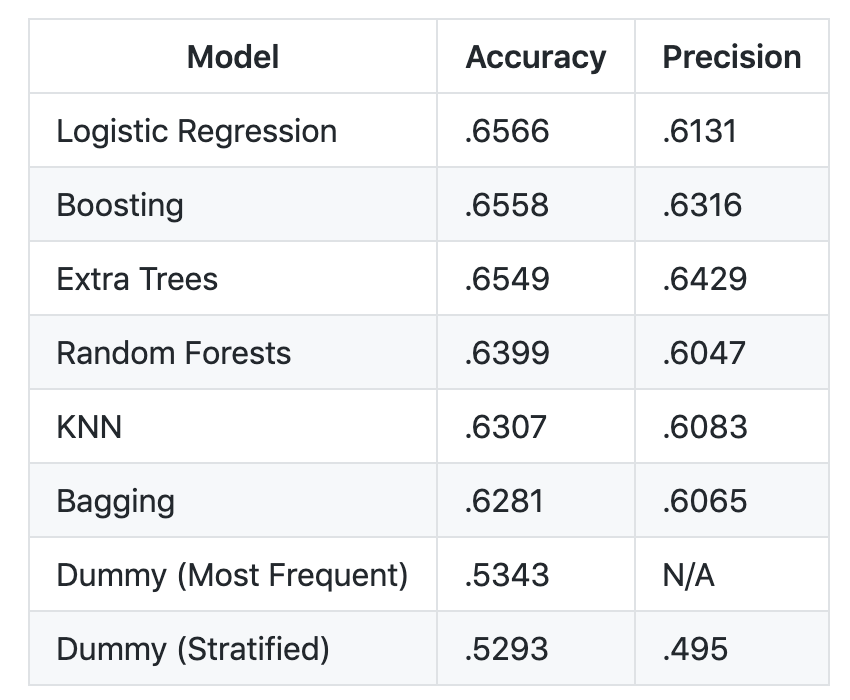 Model Accuracy Precision
Logistic Regression .6566 .6131
Boosting .6558 .6316
Extra Trees .6549 .6429
Random Forests .6399 .6047
KNN .6307 .6083
Bagging .6281 .6065
Dummy (Most Frequent) .5343 N/A
Dummy (Stratified) .5293 .495